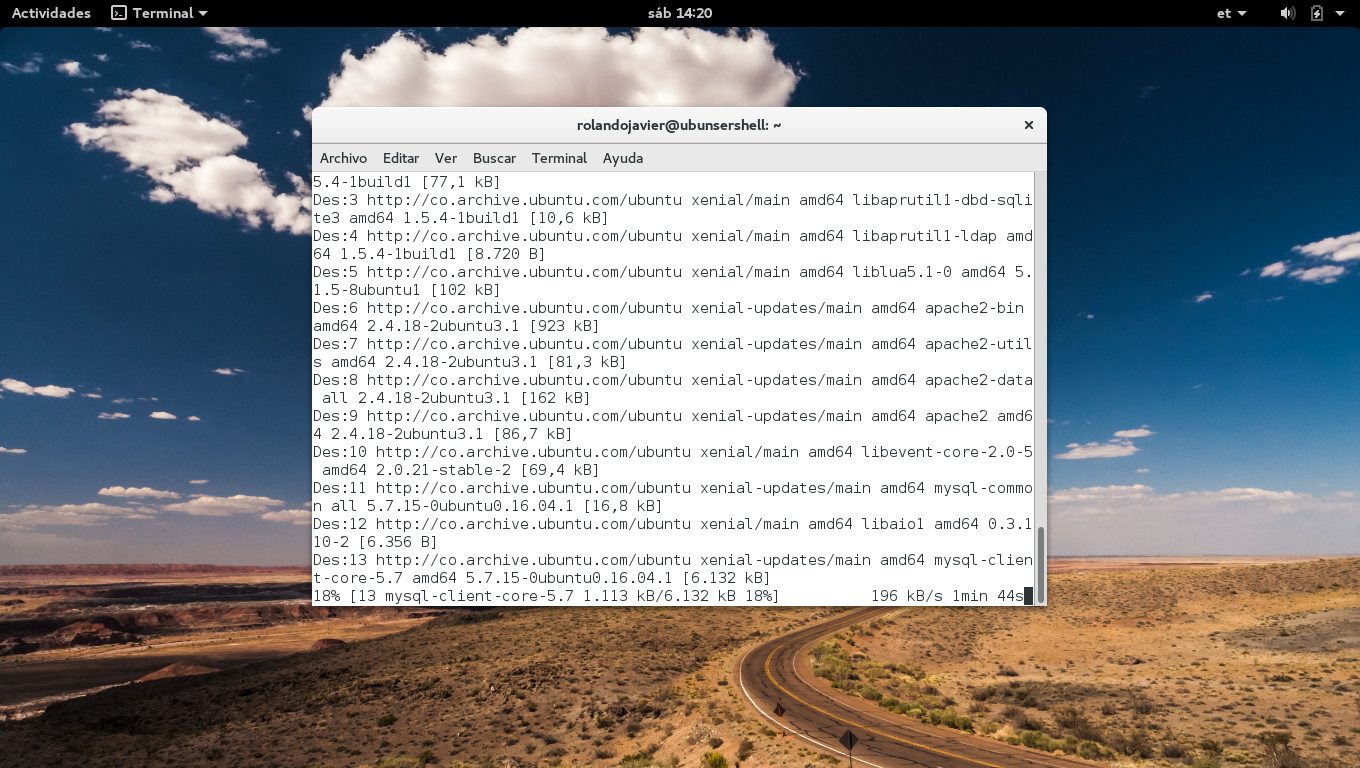 Actividades Terminal sáb 14:20 et
rolandojavier@ubunsershell: ~
Archivo Editar Ver Buscar Terminal Ayuda
5.4-1build1 [77,1 kB]
Des:3 http://co.archive.ubuntu.com/ubuntu xenial/main amd64 libaprutil1-dbd-sqli
te3 amd64 1.5.4-1build1 [10,6 kB]
Des:4 http://co.archive.ubuntu.com/ubuntu xenial/main amd64 libaprutil1-ldap amd
64 1.5.4-1build1 [8.720 B]
Des:5 http://co.archive.ubuntu.com/ubuntu xenial/main amd64 liblua5.1-0 amd64 5.
1.5-8ubuntu1 [102 kB]
Des:6 http://co.archive.ubuntu.com/ubuntu xenial-updates/main amd64 apache2-bin
amd64 2.4.18-2ubuntu3.1 [923 kB]
Des:7 http://co.archive.ubuntu.com/ubuntu xenial-updates/main amd64 apache2-util
s amd64 2.4.18-2ubuntu3.1 [81,3 kB]
Des:8 http://co.archive.ubuntu.com/ubuntu xenial-updates/main amd64 apache2-data
 all 2.4.18-2ubuntu3.1 [162 kB]
Des:9 http://co.archive.ubuntu.com/ubuntu xenial-updates/main amd64 apache2 amd6
4 2.4.18-2ubuntu3.1 [86,7 kB]
Des:10 http://co.archive.ubuntu.com/ubuntu xenial/main amd64 libevent-core-2.0-5
 amd64 2.0.21-stable-2 [69,4 kB]
Des:11 http://co.archive.ubuntu.com/ubuntu xenial-updates/main amd64 mysql-commo
n all 5.7.15-0ubuntu0.16.04.1 [16,8 kB]
Des:12 http://co.archive.ubuntu.com/ubuntu xenial/main amd64 libaio1 amd64 0.3.1
10-2 [6.356 B]
Des:13 http://co.archive.ubuntu.com/ubuntu xenial-updates/main amd64 mysql-clien
t-core-5.7 amd64 5.7.15-0ubuntu0.16.04.1 [6.132 kB]
18% [13 mysql-client-core-5.7 1.113 kB/6.132 kB 18%] 196 kB/s 1min 44s